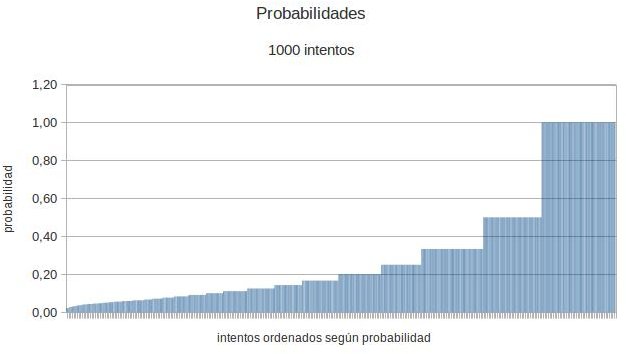 Probabilidades
1000 intentos
1,20
1,00
0,80
0,60
0,40
0,20
0,00
probabilidad
intentos ordenados según probabilidad